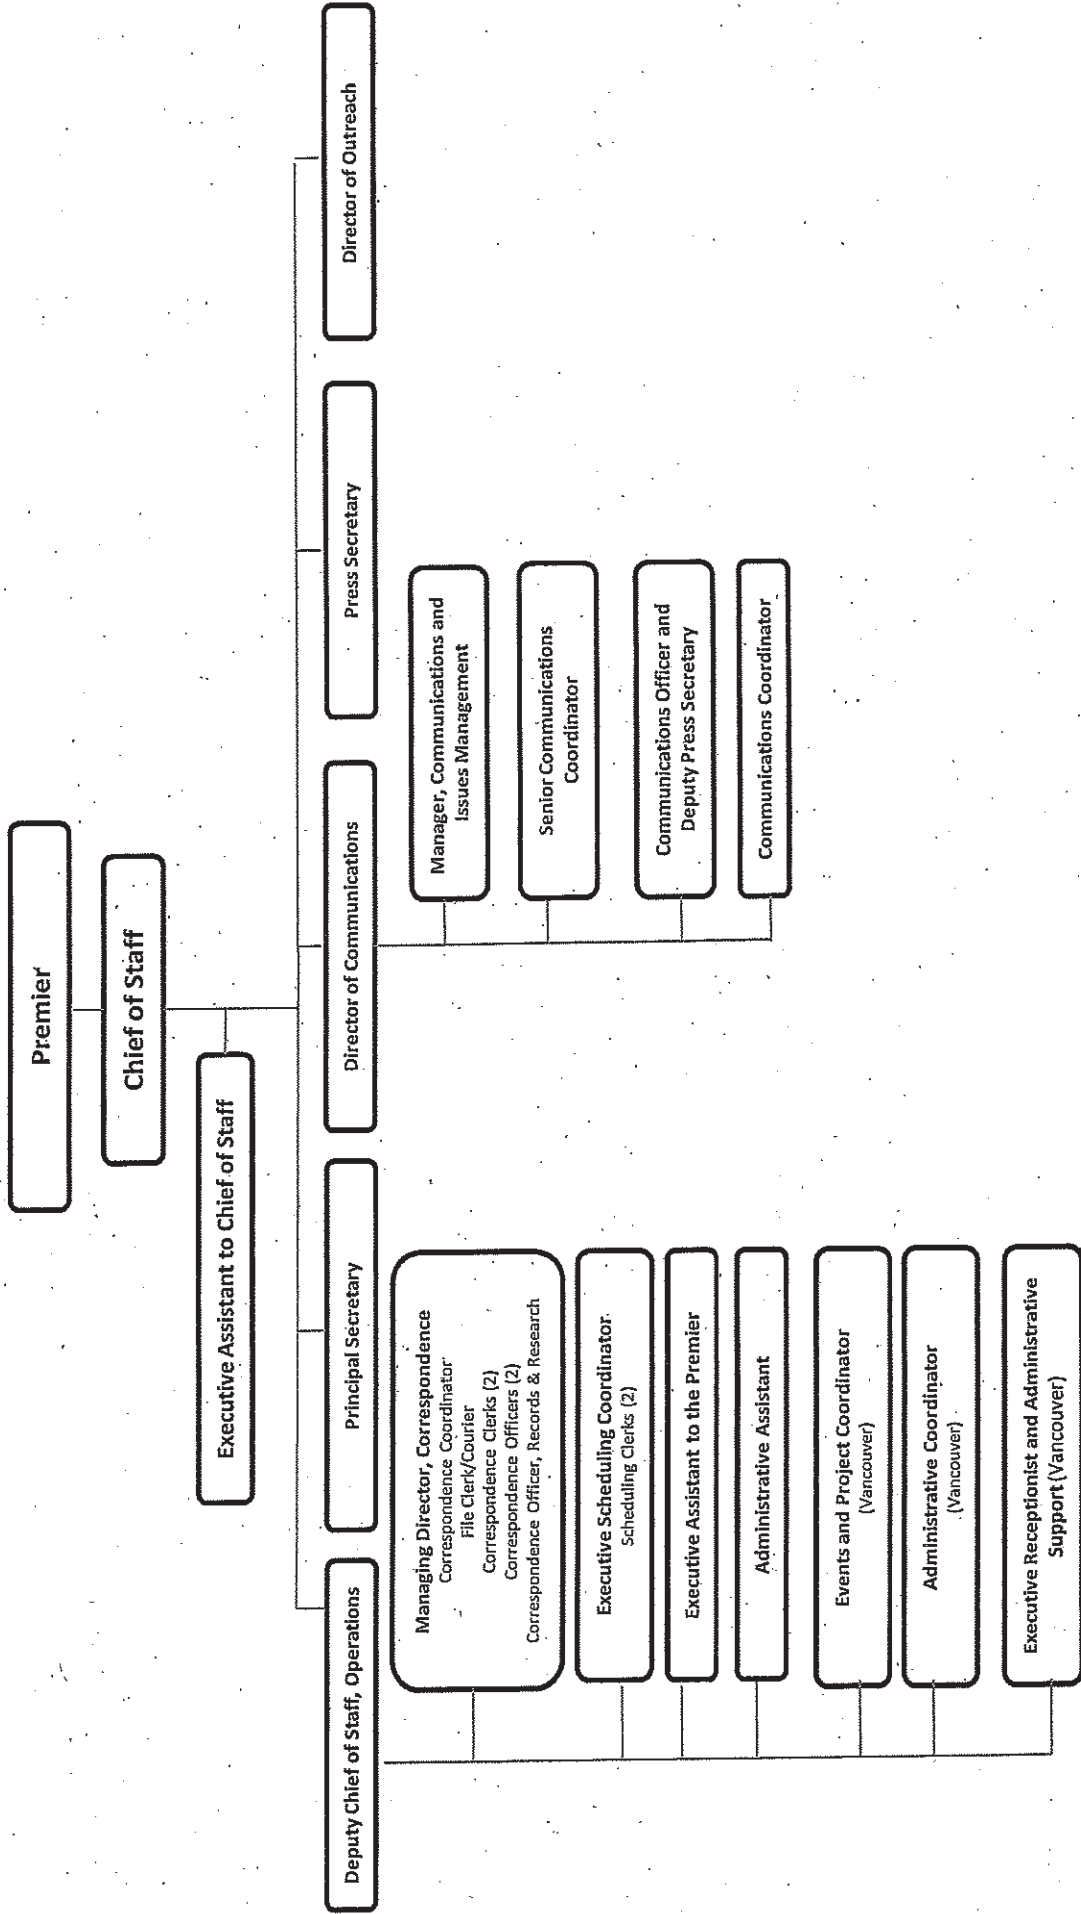 Premier
Chief of Staff
Executive Assistant to Chief of Staff
Deputy Chief of Staff, Operations
Principal Secretary
Director of Communications
Press Secretary
Director of Outreach
Managing Director, Correspondence
Correspondence Coordinator
File Clerk/Courier
Correspondence Clerks (2)
Correspondence Officers (2)
Correspondence Officer, Records & Research
Executive Scheduling Coordinator
Scheduling Clerks (2)
Executive Assistant to the Premier
Administrative Assistant
Events and Project Coordinator
(Vancouver)
Administrative Coordinator
(Vancouver)
Executive Receptionist and Administrative
Support (Vancouver)
Manager, Communications and
Issues Management
Senior Communications
Coordinator
Communications Officer and
Deputy Press Secretary
Communications Coordinator